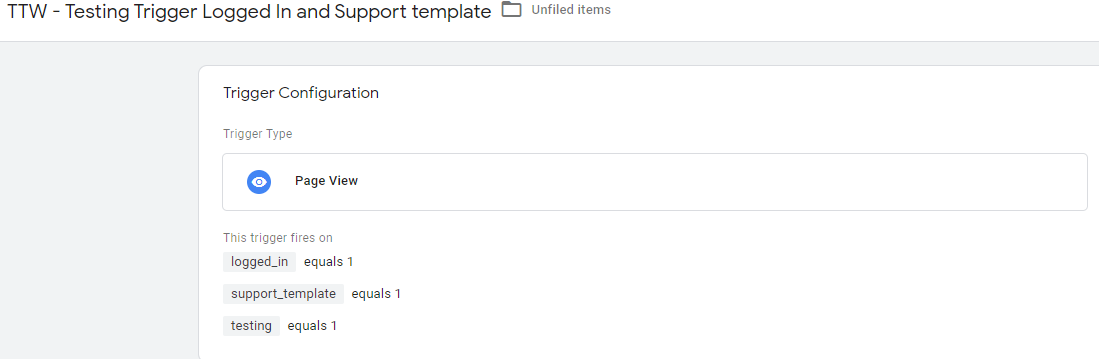 TTW - Testing Trigger Logged In and Support template Unfiled items
Trigger Configuration
Trigger Type
Page View
This trigger fires on
logged_in equals 1
support_template equals 1
testing equals 1